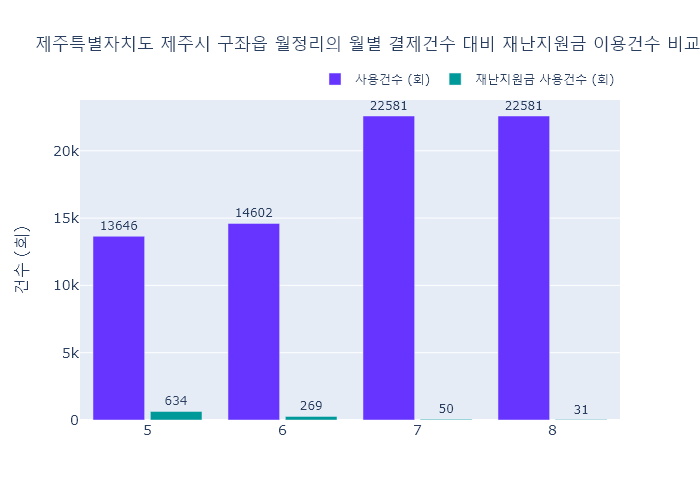 제주특별자치도 제주시 구좌읍 월정리의 월별 결제건수 대비 재난지원금 이용건수 비교
사용건수 (회) 재난지원금 사용건수 (회)
22581 22581
20k
15k
14602
13646
건수 (회)
10k
5k
634 269 50 31
0
5 6 7 8